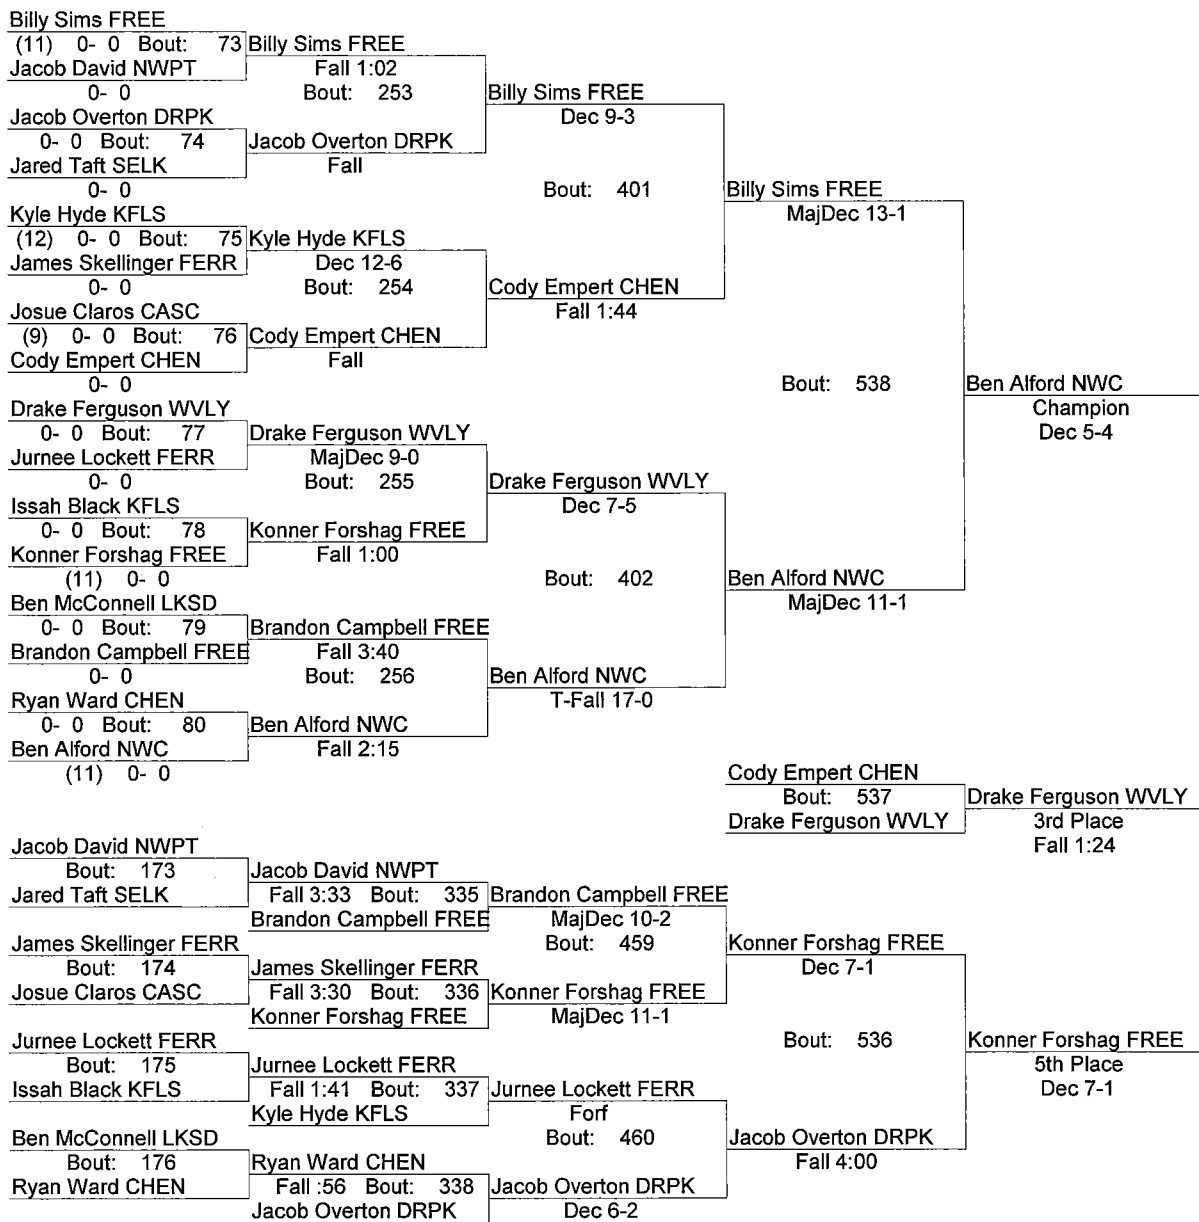 Billy Sims FREE
(11) 0- 0 Bout: 73 Billy Sims FREE
Jacob David NWPT Fall 1:02
0- 0 Bout: 253 Billy Sims FREE
Jacob Overton DRPK Dec 9-3
0- 0 Bout: 74 Jacob Overton DRPK
Jared Taft SELK Fall
0- 0 Bout: 401 Billy Sims FREE
Kyle Hyde KFLS MajDec 13-1
(12) 0- 0 Bout: 75 Kyle Hyde KFLS
James Skellinger FERR Dec 12-6
0- 0 Bout: 254 Cody Empert CHEN
Josue Claros CASC Fall 1:44
(9) 0- 0 Bout: 76 Cody Empert CHEN
Cody Empert CHEN Fall
0- 0 Bout: 538 Ben Alford NWC
Drake Ferguson WVLY Champion
0- 0 Bout: 77 Drake Ferguson WVLY Dec 5-4
Jurnee Lockett FERR MajDec 9-0
0- 0 Bout: 255 Drake Ferguson WVLY
Issah Black KFLS Dec 7-5
0- 0 Bout: 78 Konner Forshag FREE
Konner Forshag FREE Fall 1:00
(11) 0- 0 Bout: 402 Ben Alford NWC
Ben McConnell LKSD MajDec 11-1
0- 0 Bout: 79 Brandon Campbell FREE
Brandon Campbell FREE Fall 3:40
0- 0 Bout: 256 Ben Alford NWC
Ryan Ward CHEN T-Fall 17-0
0- 0 Bout: 80 Ben Alford NWC
Ben Alford NWC Fall 2:15
(11) 0- 0 Cody Empert CHEN
Bout: 537 Drake Ferguson WVLY
Drake Ferguson WVLY 3rd Place
Fall 1:24
Jacob David NWPT
Bout: 173 Jacob David NWPT
Jared Taft SELK Fall 3:33 Bout: 335 Brandon Campbell FREE
Brandon Campbell FREE MajDec 10-2
James Skellinger FERR Bout: 459 Konner Forshag FREE
Bout: 174 James Skellinger FERR Dec 7-1
Josue Claros CASC Fall 3:30 Bout: 336 Konner Forshag FREE
Konner Forshag FREE MajDec 11-1
Jurnee Lockett FERR Bout: 536 Konner Forshag FREE
Bout: 175 Jurnee Lockett FERR 5th Place
Issah Black KFLS Fall 1:41 Bout: 337 Jurnee Lockett FERR Dec 7-1
Kyle Hyde KFLS Forf
Ben McConnell LKSD Bout: 460 Jacob Overton DRPK
Bout: 176 Ryan Ward CHEN Fall 4:00
Ryan Ward CHEN Fall :56 Bout: 338 Jacob Overton DRPK
Jacob Overton DRPK Dec 6-2